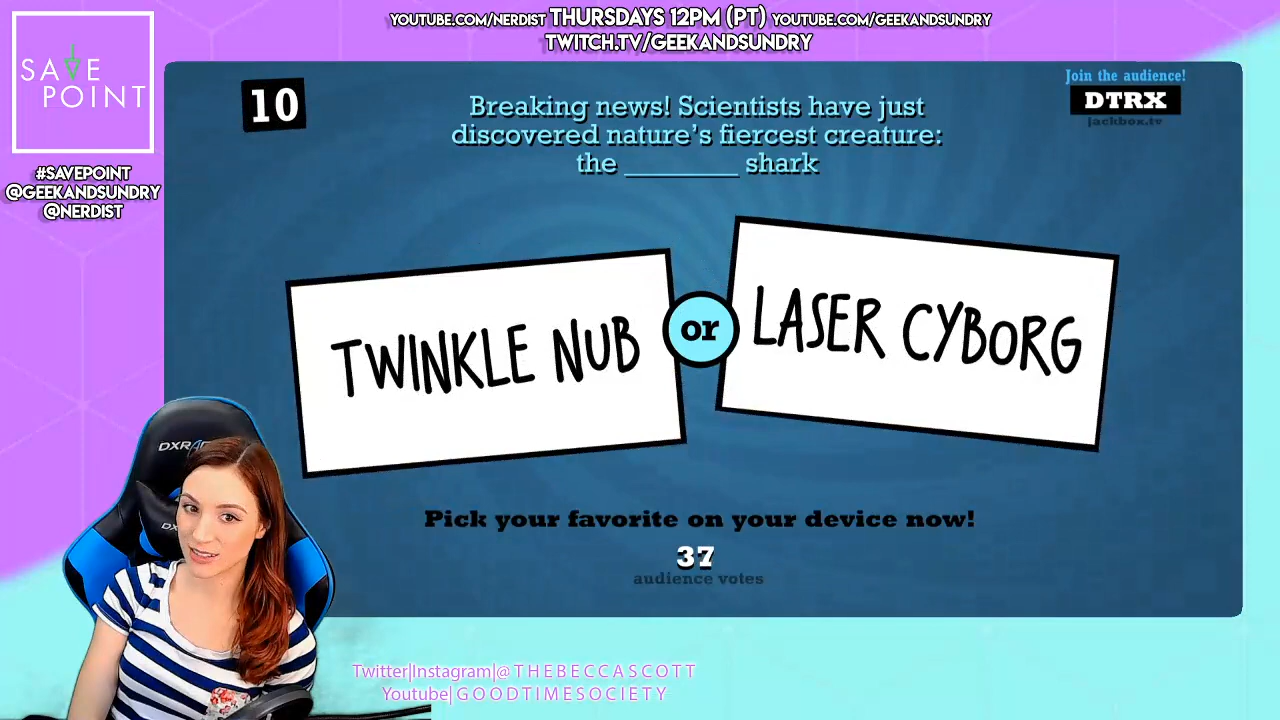 YOUTUBE.COM/NERDIST THURSDAYS 12PM (PT) YOUTUBE.COM/GEEKANDSUNDRY
TWITCH.TV/GEEKANDSUNDRY
SAVE
POINT
#SAVEPOINT
@GEEKANDSUNDRY
@NERDIST
10
Breaking news! Scientists have just
discovered nature's fiercest creature:
the ________ shark
Join the audience!
DTRX
jackbox.tv
TWINKLE NUB
or
LASER CYBORG
Pick your favorite on your device now!
37
audience votes
Twitter|Instagram|@THEBECCASCOTT
Youtube|GOODTIMESOCIETY